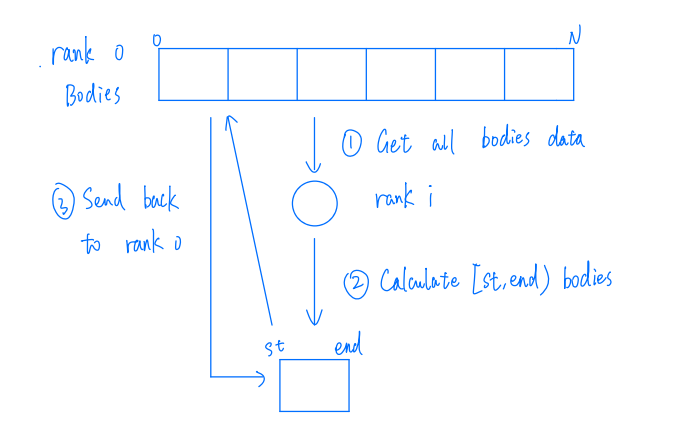 0 N
rank 0
Bodies
① Get all bodies data
rank i
③ Send back
to rank 0
② Calculate [st, end) bodies
st end